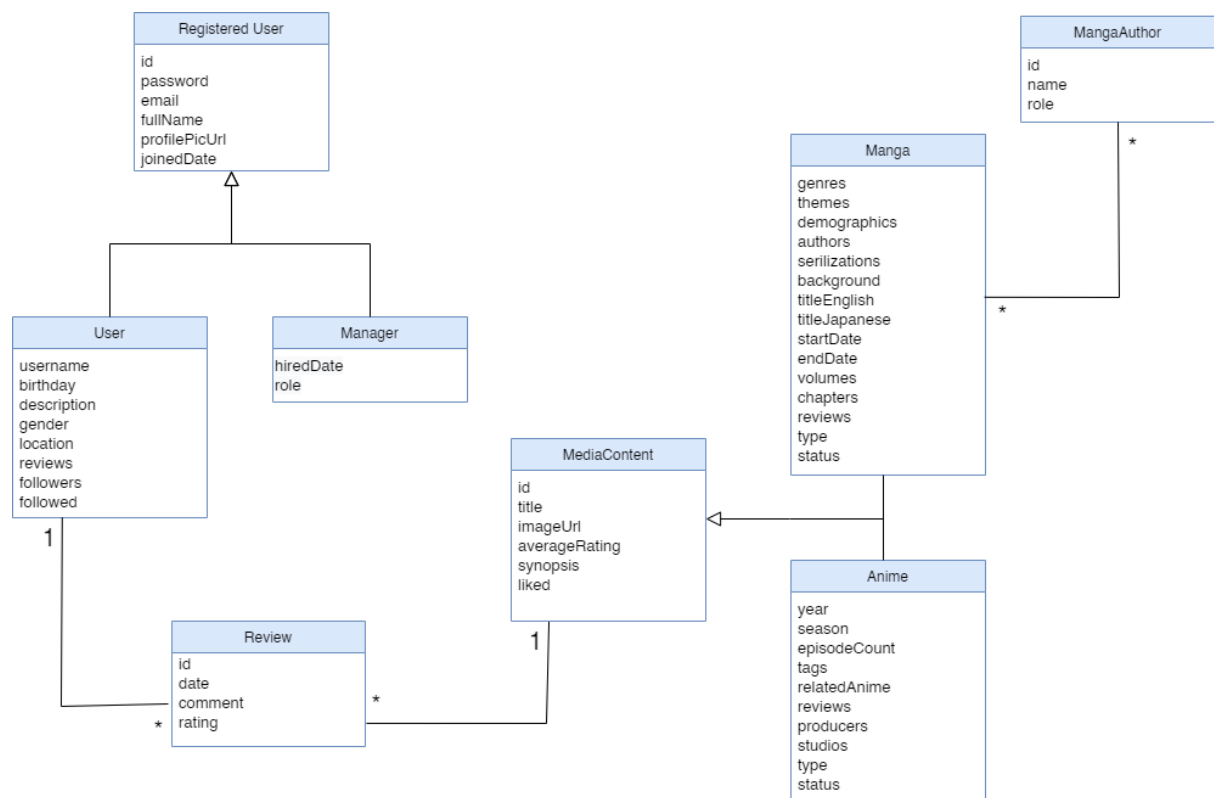 Registered User
id
password
email
fullName
profilePicUrl
joinedDate
MangaAuthor
id
name
role
*
Manga
genres
themes
demographics
authors
serilizations
background
titleEnglish
titleJapanese
startDate
endDate
volumes
chapters
reviews
type
status
*
User
username
birthday
description
gender
location
reviews
followers
followed
1
Manager
hiredDate
role
MediaContent
id
title
imageUrl
averageRating
synopsis
liked
1
Anime
year
season
episodeCount
tags
relatedAnime
reviews
producers
studios
type
status
Review
id
date
comment
rating
*
*